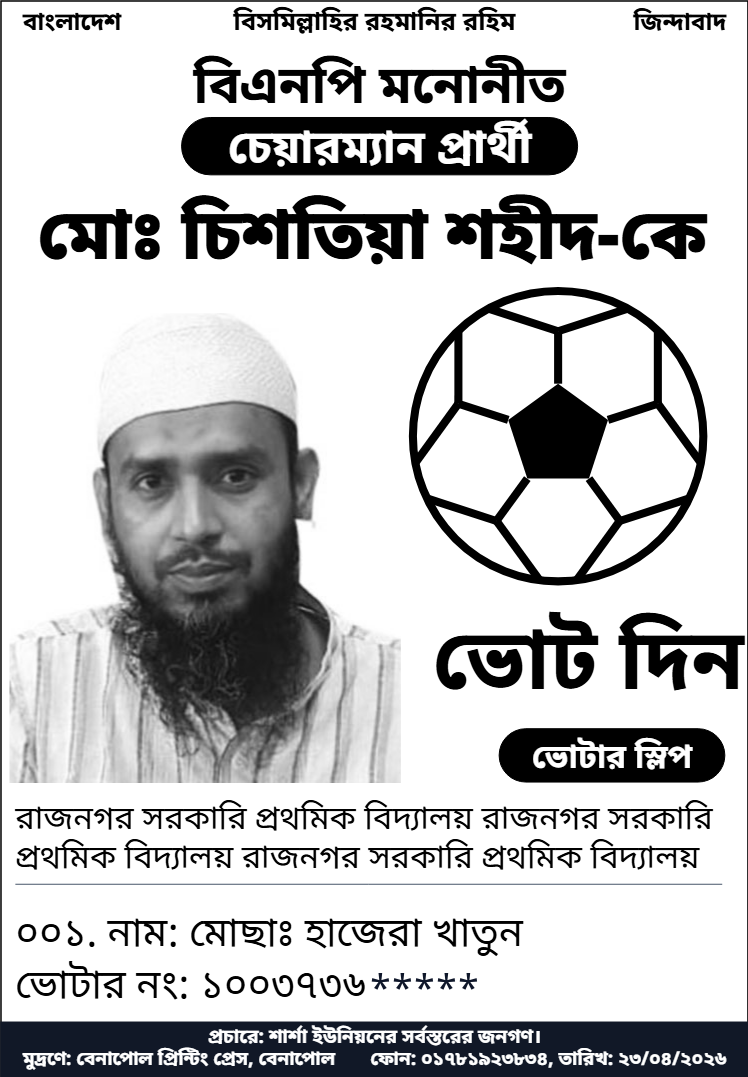 বাংলাদেশ বিসমিল্লাহির রহমানির রহিম জিন্দাবাদ
বিএনপি মনোনীত
চেয়ারম্যান প্রার্থী
মোঃ চিশতিয়া শহীদ-কে
ভোট দিন
ভোটার স্লিপ
রাজনগর সরকারি প্রথমিক বিদ্যালয় রাজনগর সরকারি
প্রথমিক বিদ্যালয় রাজনগর সরকারি প্রথমিক বিদ্যালয়
০০১. নাম: মোছাঃ হাজেরা খাতুন
ভোটার নং: ১০০৩৭৩৬*****
প্রচারে: শার্শা ইউনিয়নের সর্বস্তরের জনগণ।
মুদ্রণে: বেনাপোল প্রিন্টিং প্রেস, বেনাপোল ফোন: ০১৭৮১৯২৩৮৩৪, তারিখ: ২৩/০৪/২০২৬